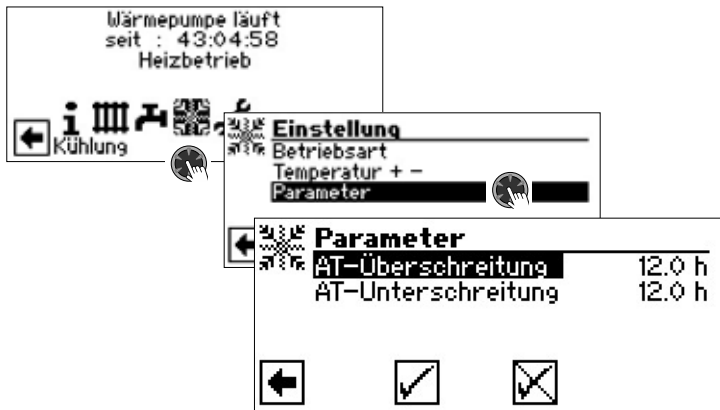 Wärmepumpe läuft
seit : 43:04:58
Heizbetrieb
Kühlung
Einstellung
Betriebsart
Temperatur + -
Parameter
Parameter
AT-Überschreitung 12.0 h
AT-Unterschreitung 12.0 h